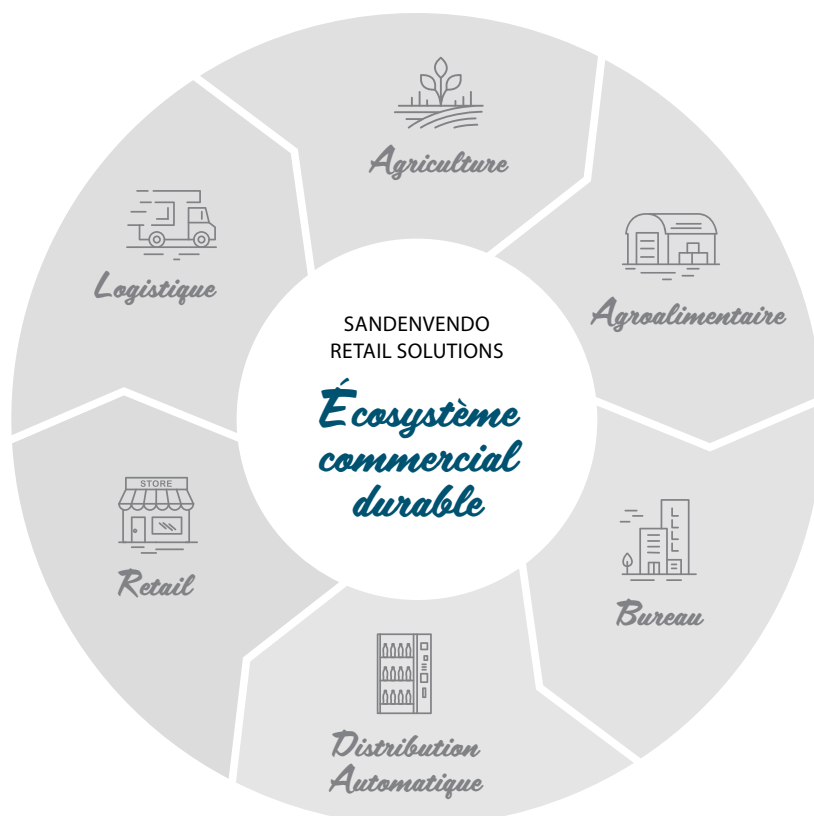 Agriculture
Agroalimentaire
Bureau
Distribution
Automatique
Retail
STORE
Logistique
SANDENVENDO
RETAIL SOLUTIONS
Écosystème
commercial
durable